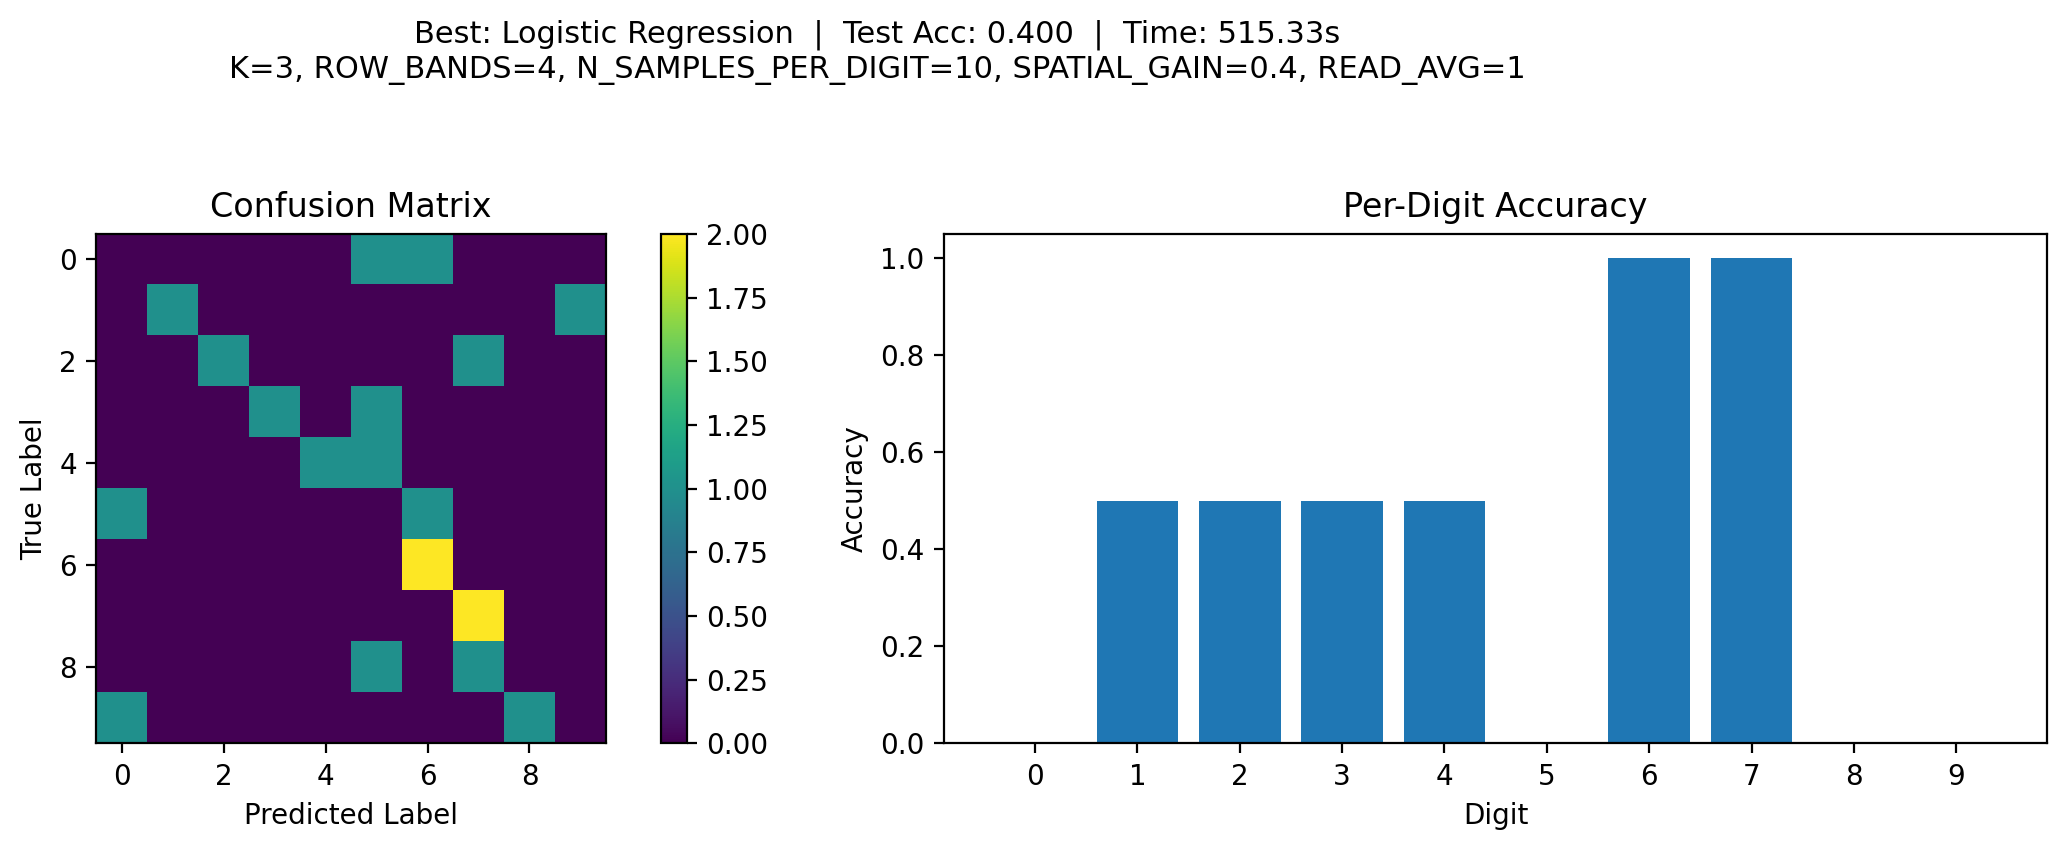 Best: Logistic Regression | Test Acc: 0.400 | Time: 515.33s
K=3, ROW_BANDS=4, N_SAMPLES_PER_DIGIT=10, SPATIAL_GAIN=0.4, READ_AVG=1
Confusion Matrix
True Label
0
2
4
6
8
0 2 4 6 8
Predicted Label
2.00
1.75
1.50
1.25
1.00
0.75
0.50
0.25
0.00
Per-Digit Accuracy
Accuracy
1.0
0.8
0.6
0.4
0.2
0.0
0 1 2 3 4 5 6 7 8 9
Digit